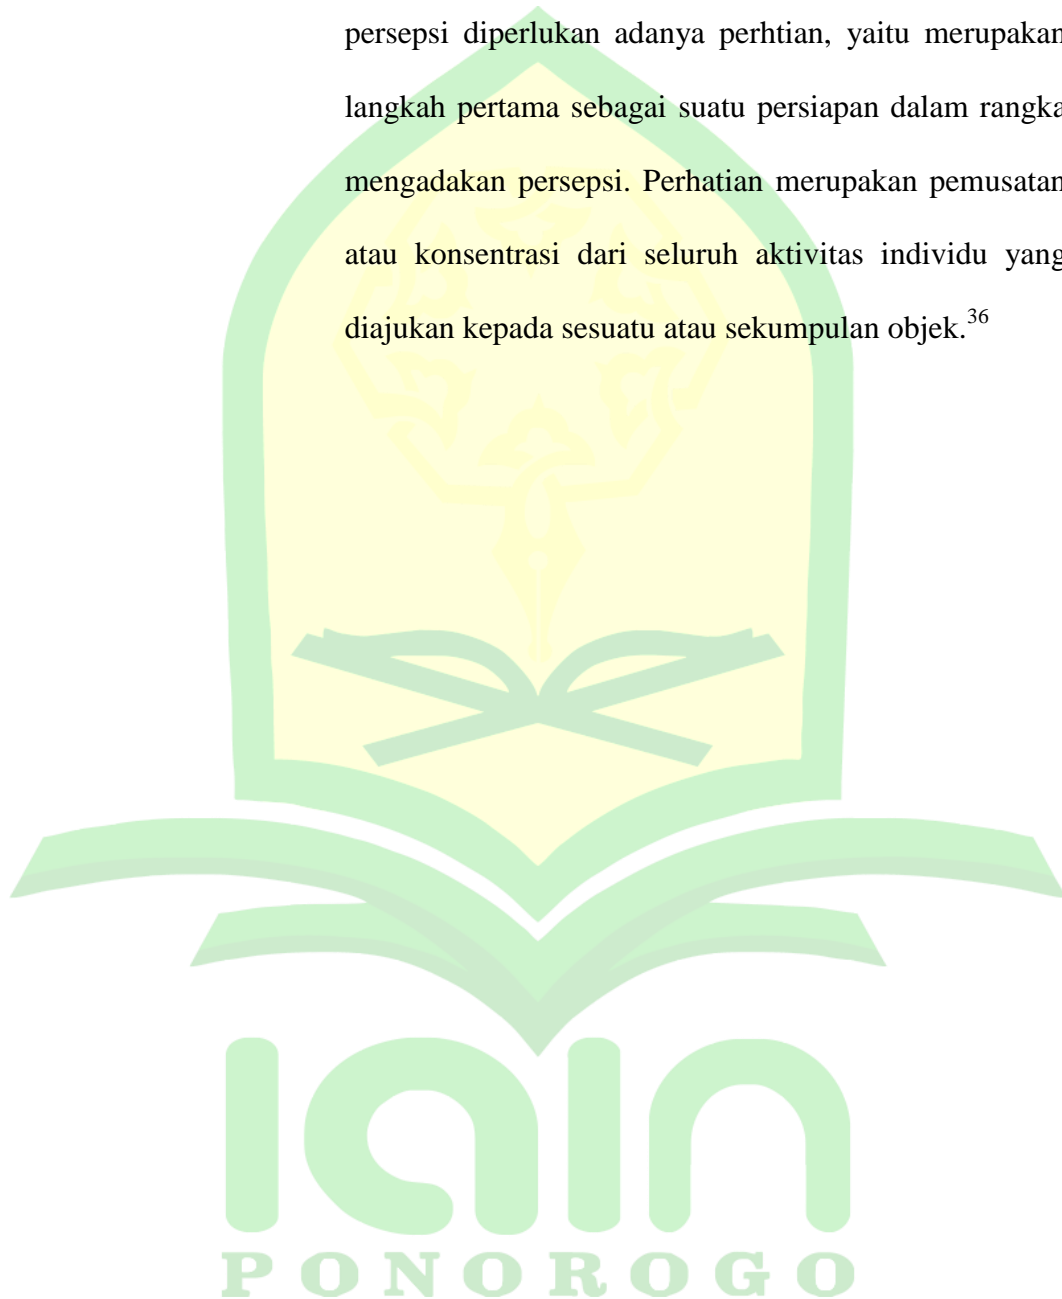 persepsi diperlukan adanya perhtian, yaitu merupakan
langkah pertama sebagai suatu persiapan dalam rangka
mengadakan persepsi. Perhatian merupakan pemusatan
atau konsentrasi dari seluruh aktivitas individu yang
diajukan kepada sesuatu atau sekumpulan objek.36
iain
PONOROGO